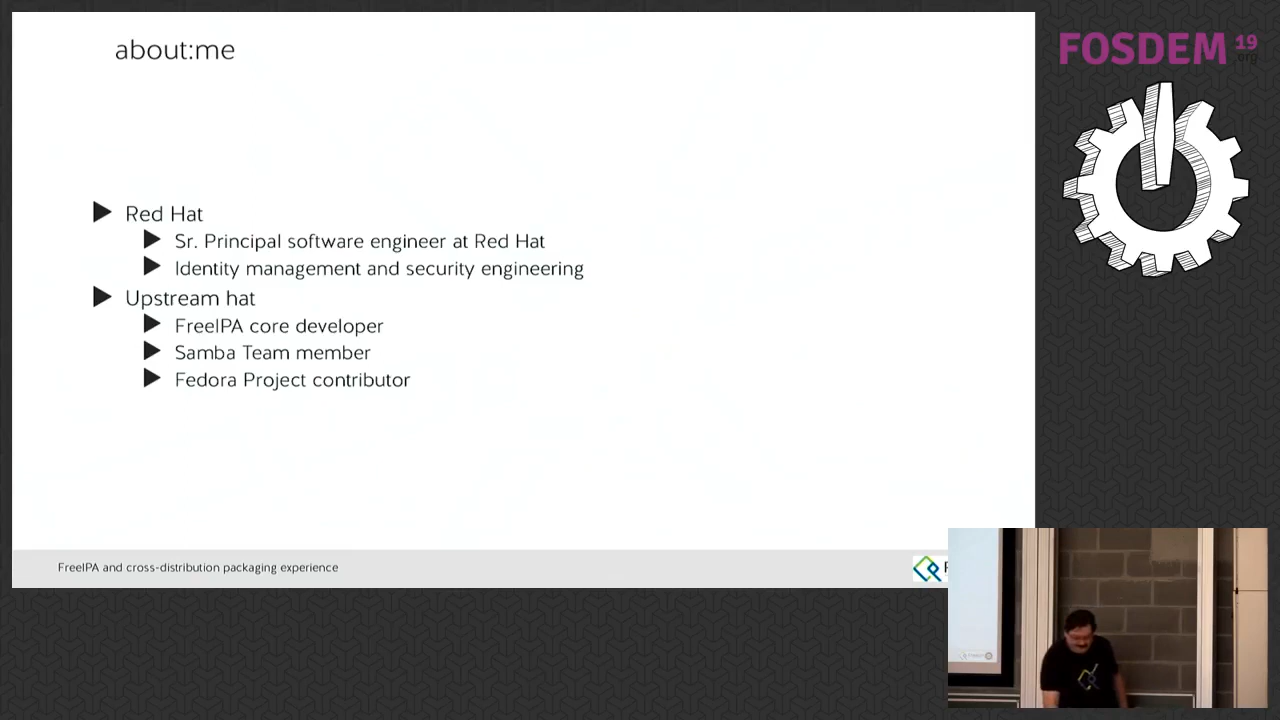 about:me
FOSDEM 19
.org
Red Hat
Sr. Principal software engineer at Red Hat
Identity management and security engineering
Upstream hat
FreeIPA core developer
Samba Team member
Fedora Project contributor
FreeIPA and cross-distribution packaging experience